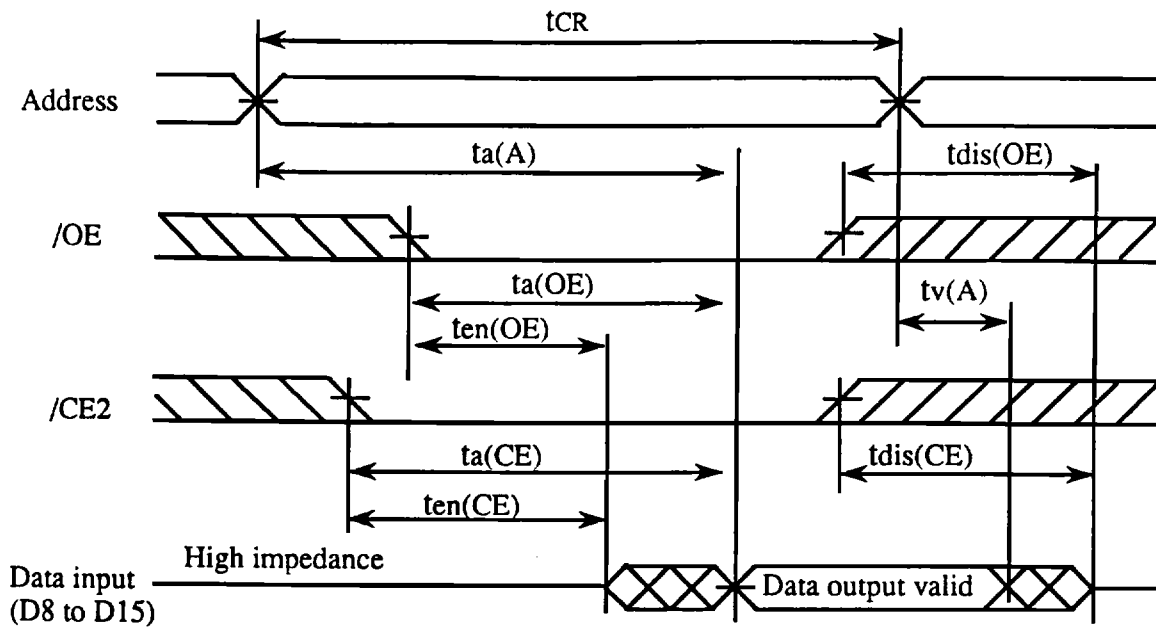 tCR
Address
ta(A)
tdis(OE)
/OE
ta(OE)
tv(A)
ten(OE)
/CE2
ta(CE)
tdis(CE)
ten(CE)
High impedance
Data input
(D8 to D15)
Data output valid